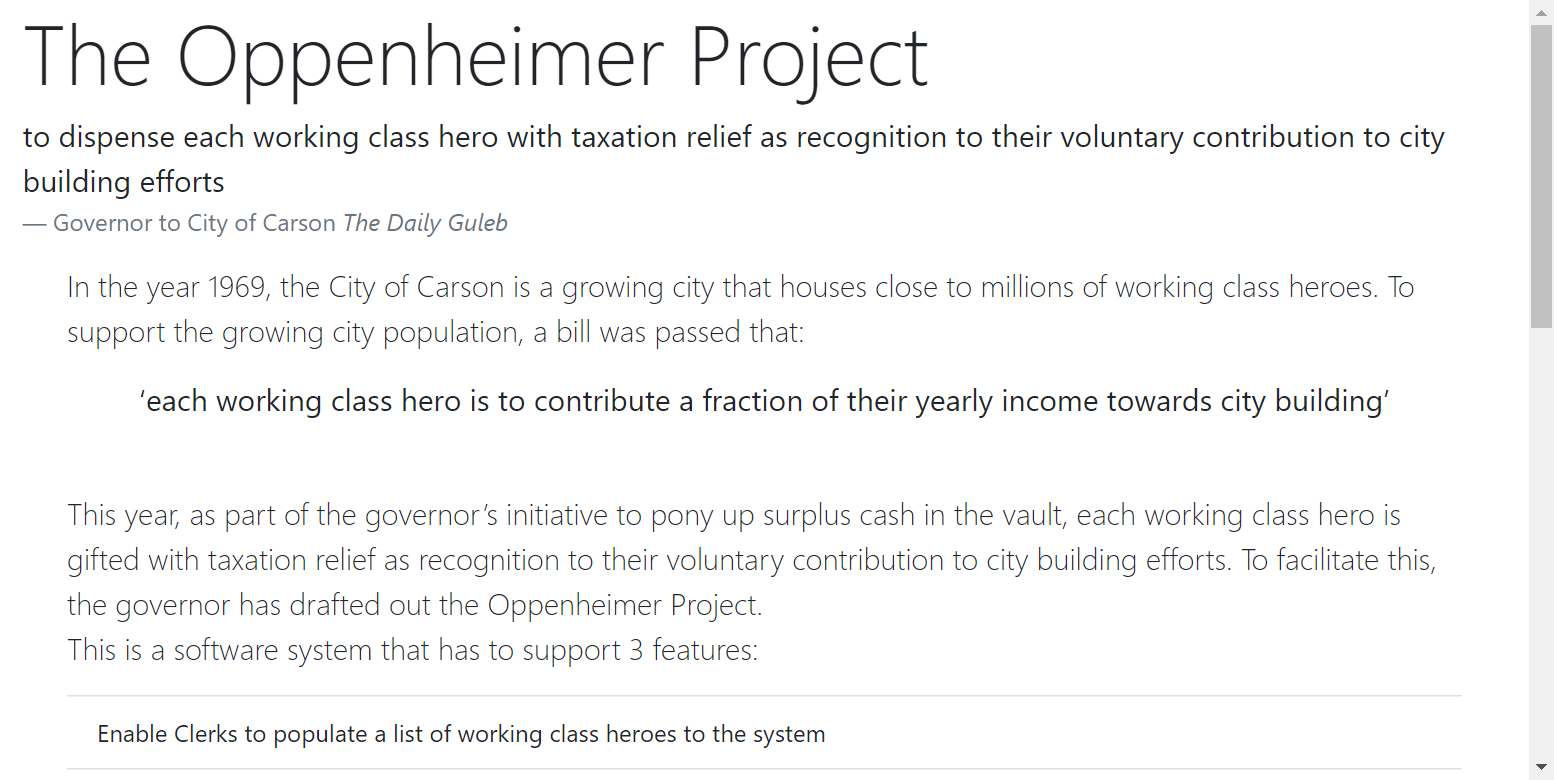 The Oppenheimer Project
to dispense each working class hero with taxation relief as recognition to their voluntary contribution to city
building efforts
— Governor to City of Carson The Daily Guleb
In the year 1969, the City of Carson is a growing city that houses close to millions of working class heroes. To
support the growing city population, a bill was passed that:
‘each working class hero is to contribute a fraction of their yearly income towards city building’
This year, as part of the governor’s initiative to pony up surplus cash in the vault, each working class hero is
gifted with taxation relief as recognition to their voluntary contribution to city building efforts. To facilitate this,
the governor has drafted out the Oppenheimer Project.
This is a software system that has to support 3 features:
Enable Clerks to populate a list of working class heroes to the system